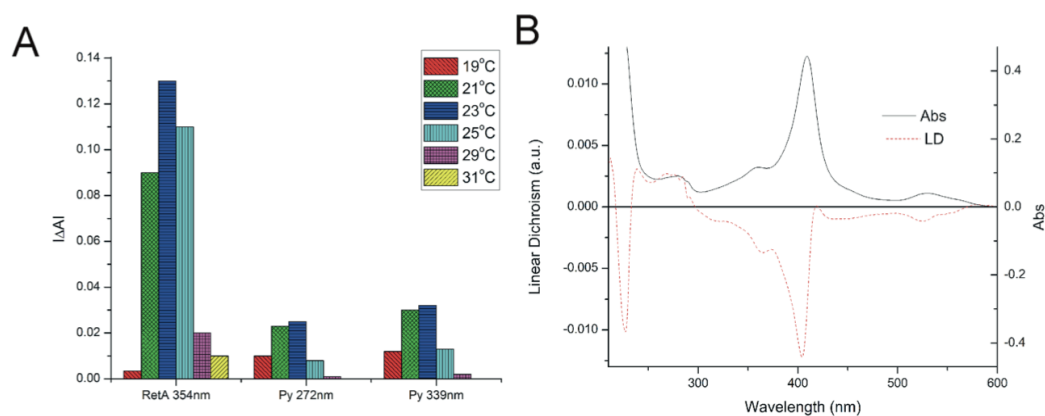 A
0.14
0.12
0.10
0.08
0.06
0.04
0.02
0.00
IΔAI
19°C
21°C
23°C
25°C
29°C
31°C
RetA 354nm Py 272nm Py 339nm
B
0.010
0.005
0.000
-0.005
-0.010
Linear Dichroism (a.u.)
Abs
LD
0.4
0.2
0.0
-0.2
-0.4
Abs
300 400 500 600
Wavelength (nm)